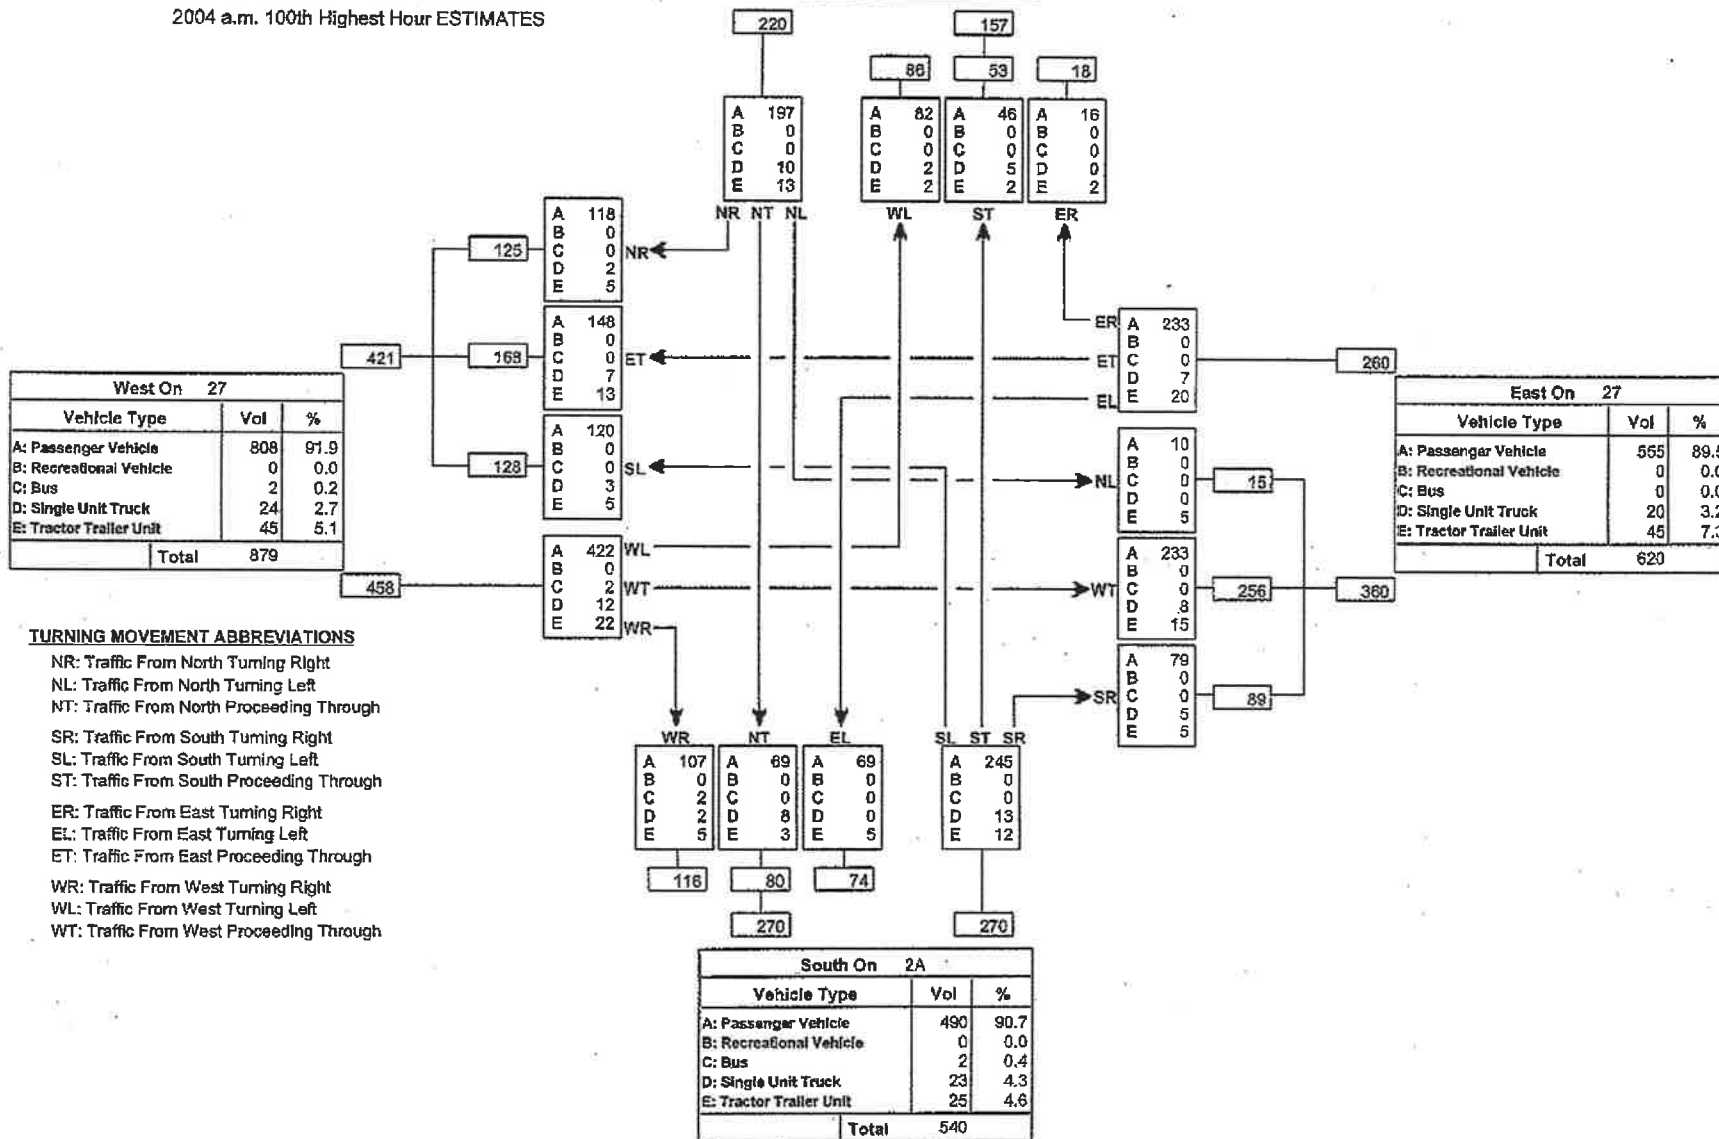 2004 a.m. 100th Highest Hour ESTIMATES
220
157
86
53
18
A 197
B 0
C 0
D 10
E 13
A 82
B 0
C 0
D 2
E 2
A 46
B 0
C 0
D 5
E 2
A 16
B 0
C 0
D 0
E 2
NR NT NL
WL
ST
ER
125
A 118
B 0
C 0
D 2
E 5
NR
421
168
A 148
B 0
C 0
D 7
E 13
ET
128
A 120
B 0
C 0
D 3
E 5
SL
458
A 422
B 0
C 2
D 12
E 22
WL
WT
WR
ER
ET
EL
A 233
B 0
C 0
D 7
E 20
260
NL
A 10
B 0
C 0
D 0
E 5
15
WT
A 233
B 0
C 0
D 8
E 15
256
360
SR
A 79
B 0
C 0
D 5
E 5
89
West On 27
Vehicle Type Vol %
A: Passenger Vehicle 808 91.9
B: Recreational Vehicle 0 0.0
C: Bus 2 0.2
D: Single Unit Truck 24 2.7
E: Tractor Trailer Unit 45 5.1
Total 879
East On 27
Vehicle Type Vol %
A: Passenger Vehicle 555 89.5
B: Recreational Vehicle 0 0.0
C: Bus 0 0.0
D: Single Unit Truck 20 3.2
E: Tractor Trailer Unit 45 7.3
Total 620
TURNING MOVEMENT ABBREVIATIONS
NR: Traffic From North Turning Right
NL: Traffic From North Turning Left
NT: Traffic From North Proceeding Through
SR: Traffic From South Turning Right
SL: Traffic From South Turning Left
ST: Traffic From South Proceeding Through
ER: Traffic From East Turning Right
EL: Traffic From East Turning Left
ET: Traffic From East Proceeding Through
WR: Traffic From West Turning Right
WL: Traffic From West Turning Left
WT: Traffic From West Proceeding Through
WR
NT
EL
SL ST SR
A 107
B 0
C 2
D 2
E 5
A 69
B 0
C 0
D 8
E 3
A 69
B 0
C 0
D 0
E 5
A 245
B 0
C 0
D 13
E 12
116
80
74
270
270
South On 2A
Vehicle Type Vol %
A: Passenger Vehicle 490 90.7
B: Recreational Vehicle 0 0.0
C: Bus 2 0.4
D: Single Unit Truck 23 4.3
E: Tractor Trailer Unit 25 4.6
Total 540